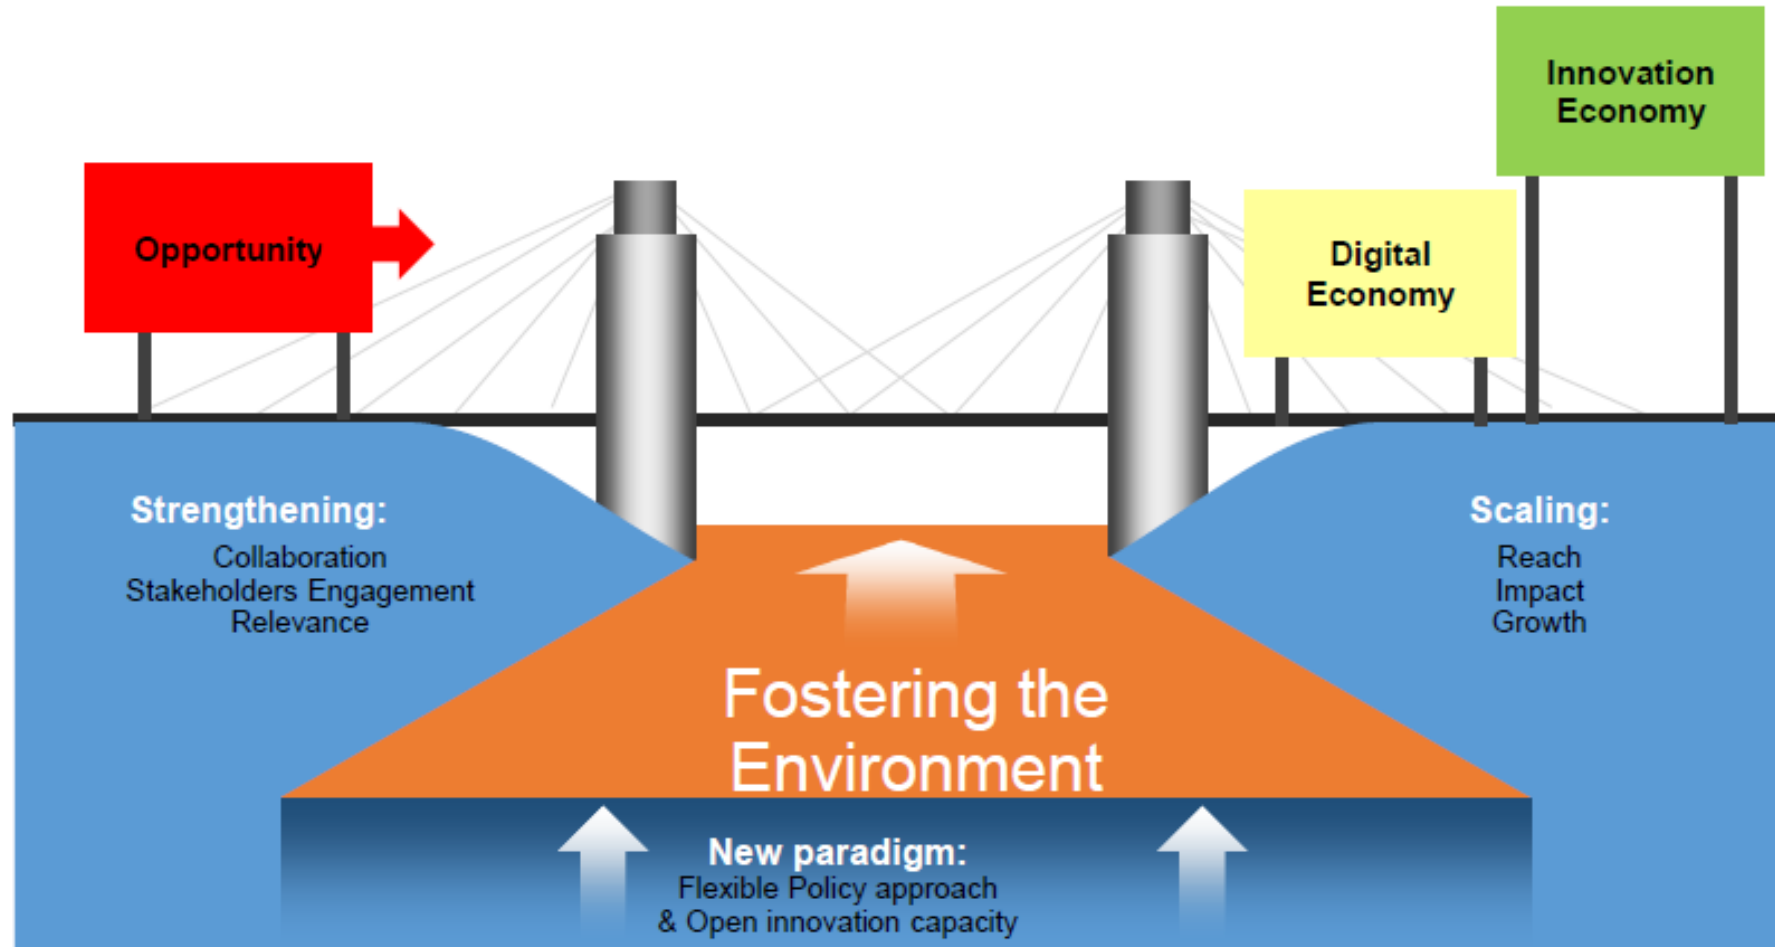 Innovation
Economy
Opportunity
Digital
Economy
Strengthening:
Collaboration
Stakeholders Engagement
Relevance
Scaling:
Reach
Impact
Growth
Fostering the
Environment
New paradigm:
Flexible Policy approach
& Open innovation capacity